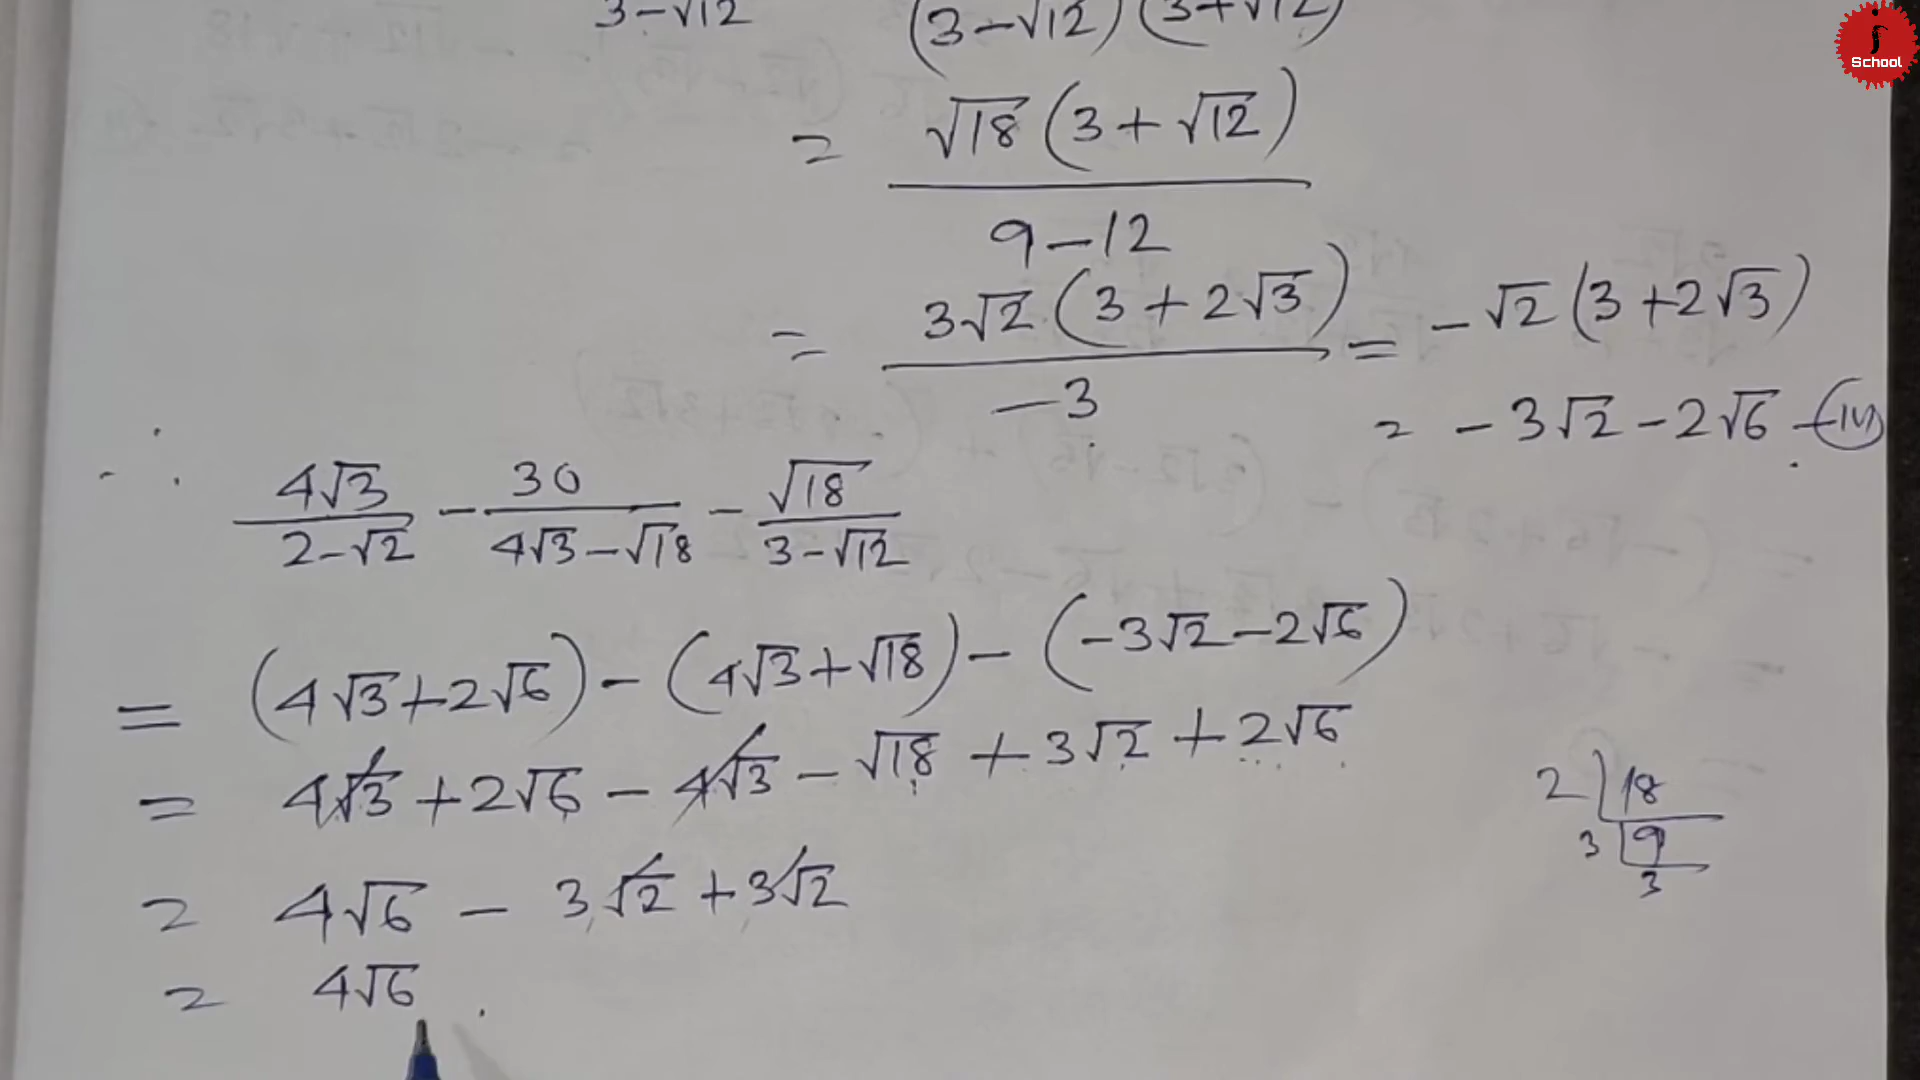 3-√12 (3-√12)(3+√12)
= √18(3+√12)
9-12
= 3√2(3+2√3) = -√2(3+2√3)
-3
= -3√2-2√6 -(iv)
∴ 4√3 - 30 - √18
2-√2 4√3-√18 3-√12
= (4√3+2√6) - (4√3+√18) - (-3√2-2√6)
= 4√3+2√6 - 4√3 - √18 + 3√2 + 2√6
2 18
3 9
3
= 4√6 - 3√2 + 3√2
= 4√6.
School